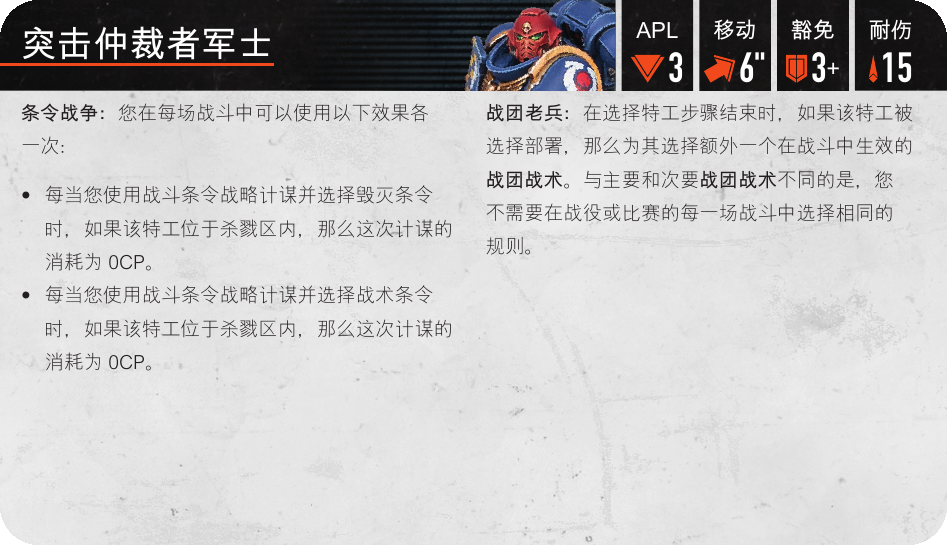 突击仲裁者军士
APL 移动 豁免 耐伤
3 6" 3+ 15
条令战争：您在每场战斗中可以使用以下效果各
一次：
• 每当您使用战斗条令战略计谋并选择毁灭条令
时，如果该特工位于杀戮区内，那么这次计谋的
消耗为 0CP。
• 每当您使用战斗条令战略计谋并选择战术条令
时，如果该特工位于杀戮区内，那么这次计谋的
消耗为 0CP。
战团老兵：在选择特工步骤结束时，如果该特工被
选择部署，那么为其选择额外一个在战斗中生效的
战团战术。与主要和次要战团战术不同的是，您
不需要在战役或比赛的每一场战斗中选择相同的
规则。